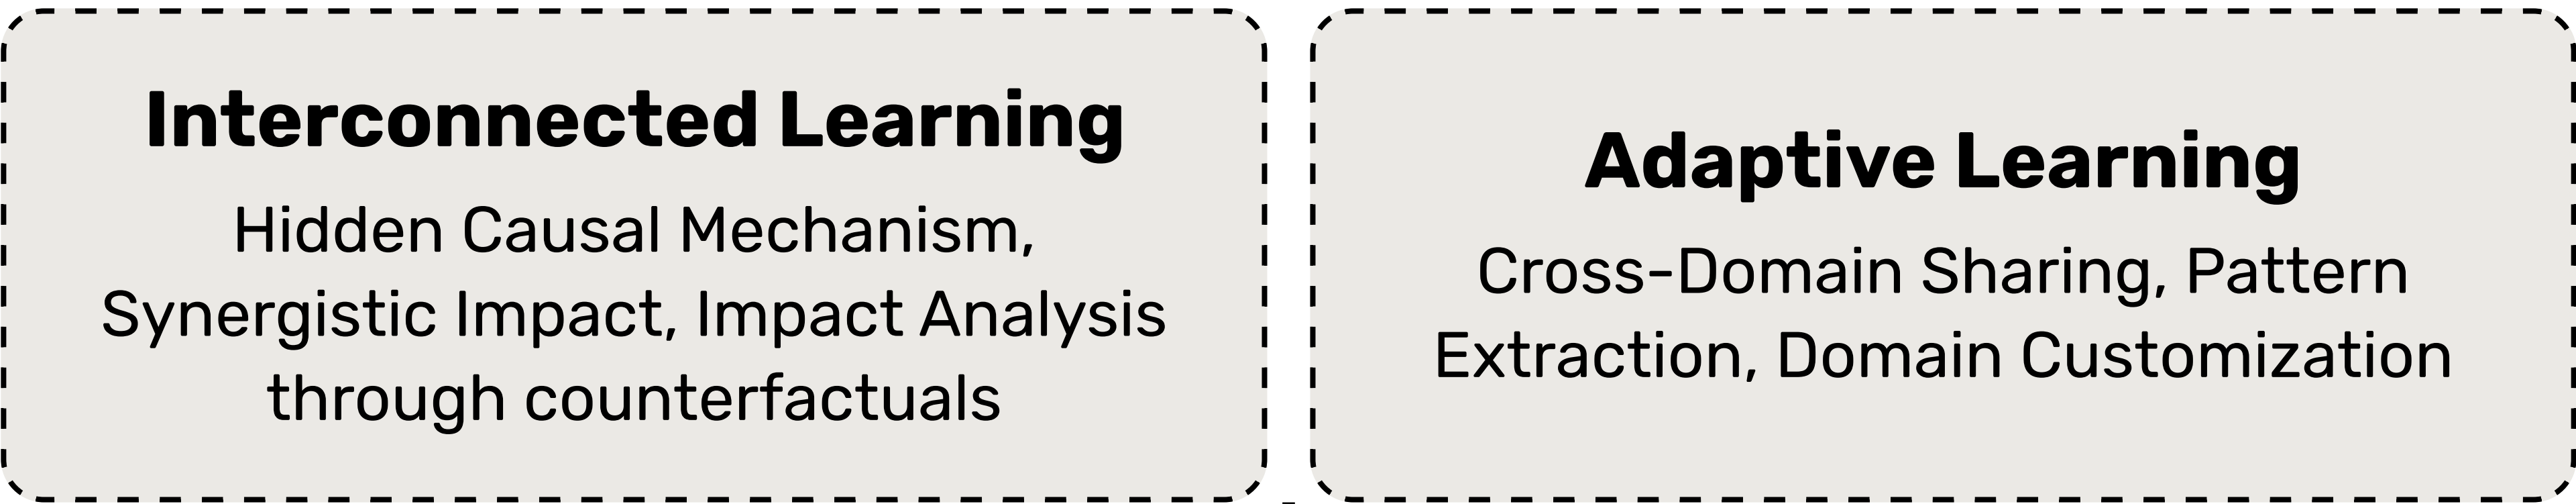 Interconnected Learning
Hidden Causal Mechanism,
Synergistic Impact, Impact Analysis
through counterfactuals
Adaptive Learning
Cross-Domain Sharing, Pattern
Extraction, Domain Customization